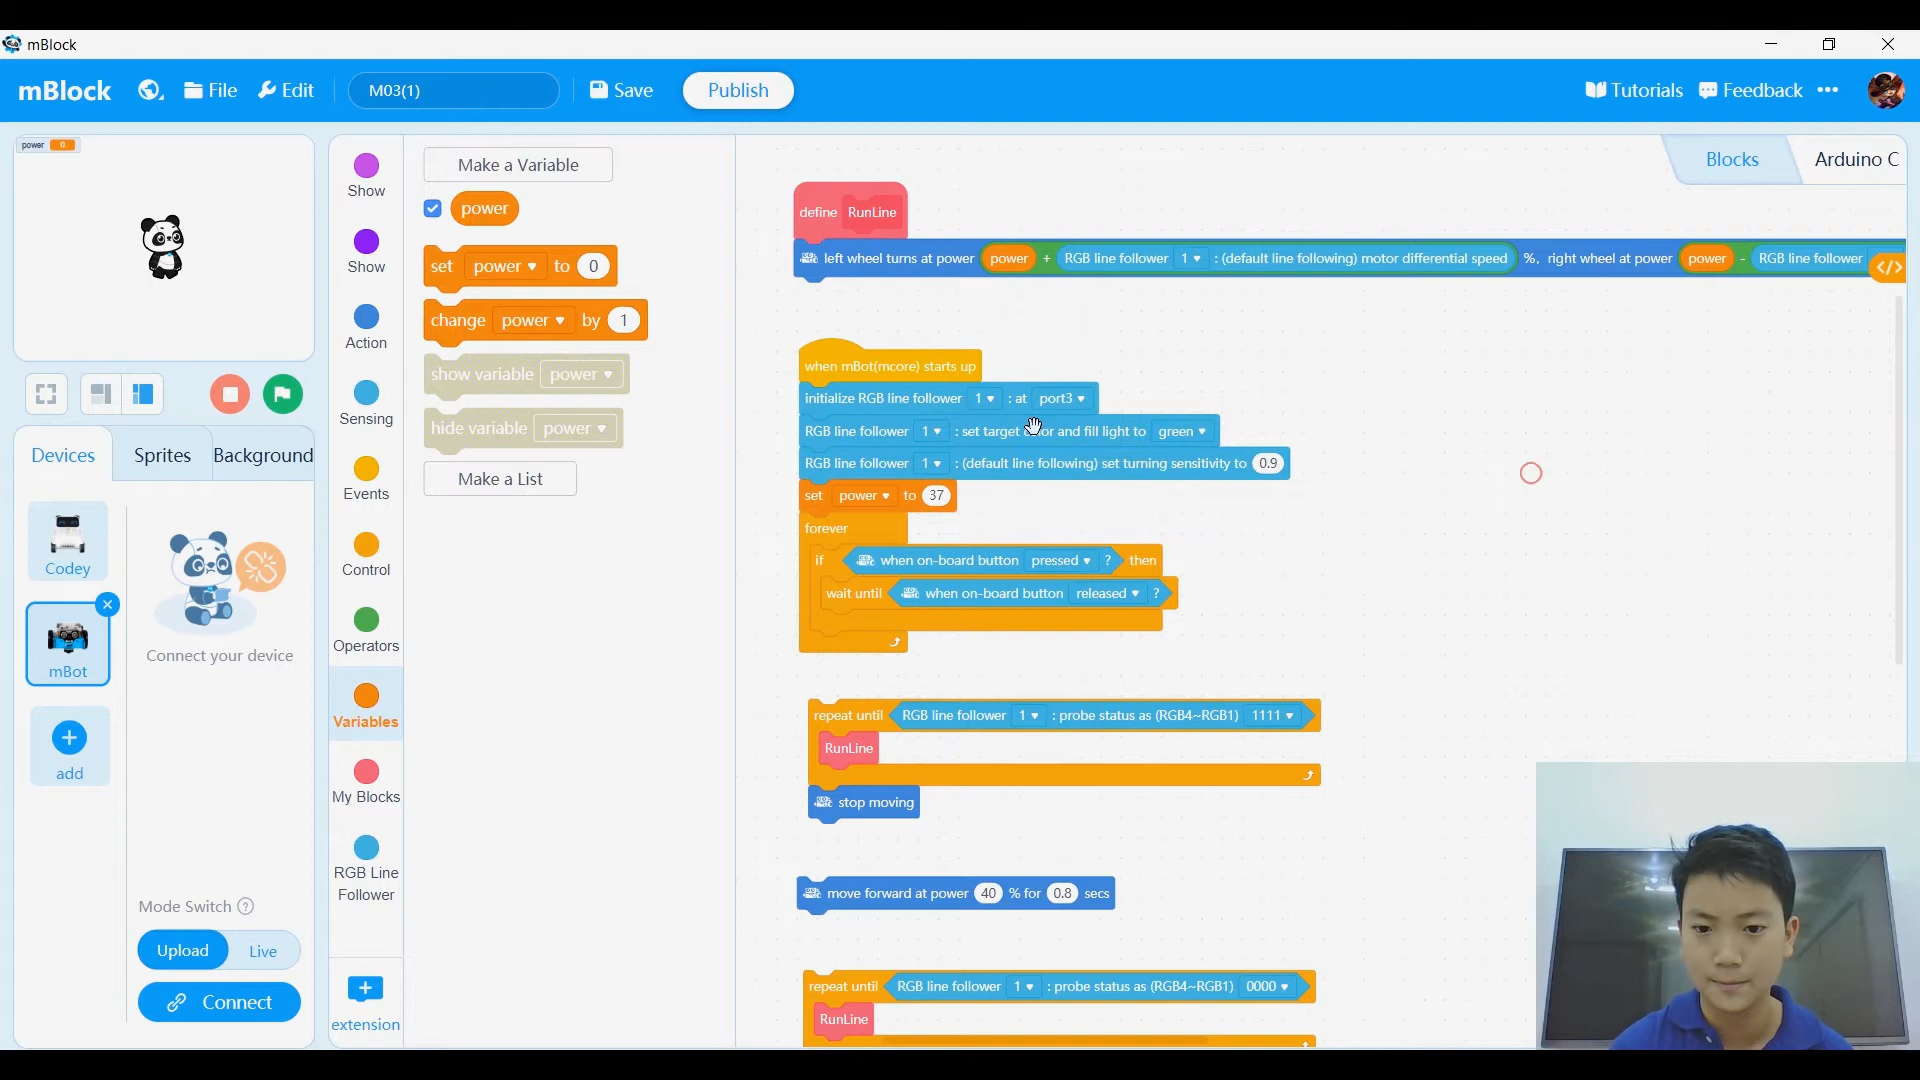 mBlock
mBlock File Edit M03(1) Save Publish Tutorials Feedback
power 0
Make a Variable
power
set power to 0
change power by 1
show variable power
hide variable power
Make a List
Show
Show
Action
Sensing
Events
Control
Operators
Variables
My Blocks
RGB Line
Follower
extension
Devices Sprites Background
Codey
mBot
add
Connect your device
Mode Switch ?
Upload Live
Connect
Blocks Arduino C
</>
define RunLine
left wheel turns at power power + RGB line follower 1 : (default line following) motor differential speed %, right wheel at power power - RGB line follower
when mBot(mcore) starts up
initialize RGB line follower 1 : at port3
RGB line follower 1 : set target color and fill light to green
RGB line follower 1 : (default line following) set turning sensitivity to 0.9
set power to 37
forever
if when on-board button pressed ? then
wait until when on-board button released ?
repeat until RGB line follower 1 : probe status as (RGB4~RGB1) 1111
RunLine
stop moving
move forward at power 40 % for 0.8 secs
repeat until RGB line follower 1 : probe status as (RGB4~RGB1) 0000
RunLine